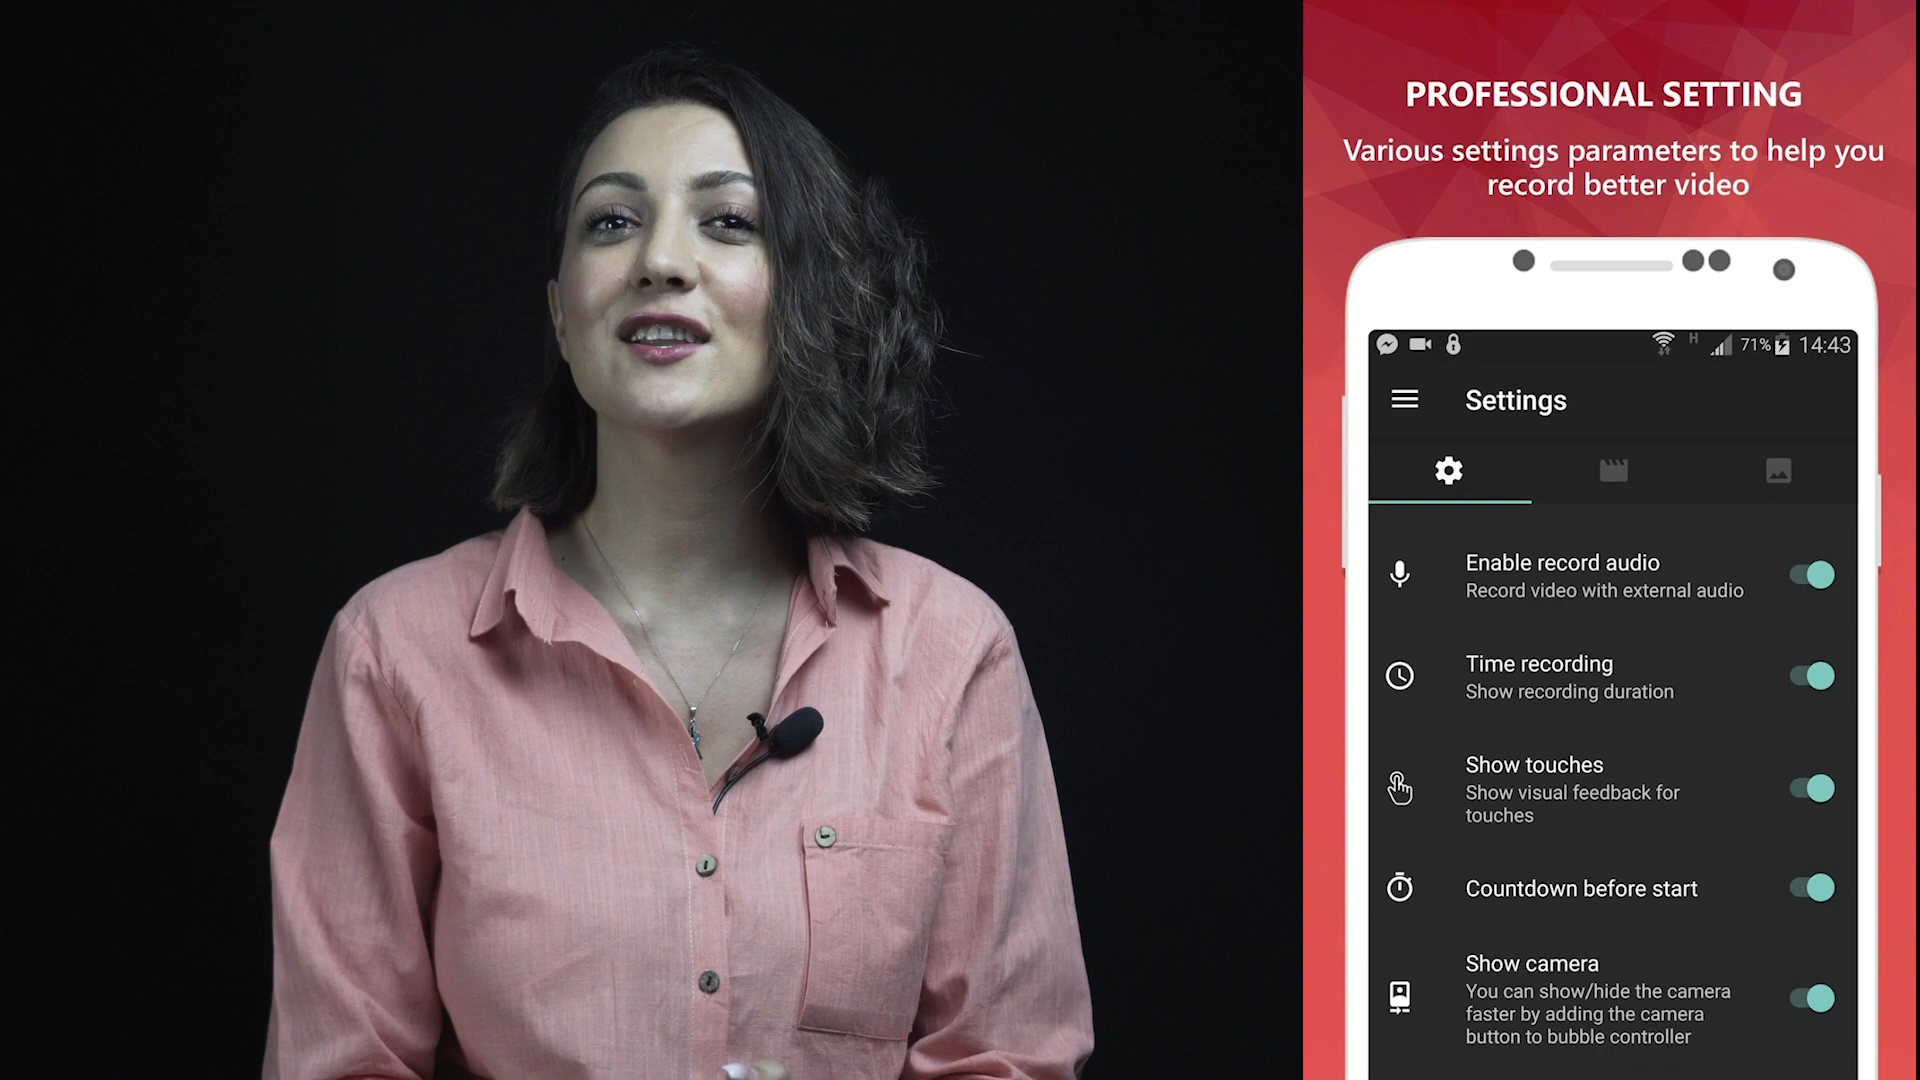 PROFESSIONAL SETTING
Various settings parameters to help you
record better video
H 71% 14:43
Settings
Enable record audio
Record video with external audio
Time recording
Show recording duration
Show touches
Show visual feedback for
touches
Countdown before start
Show camera
You can show/hide the camera
faster by adding the camera
button to bubble controller